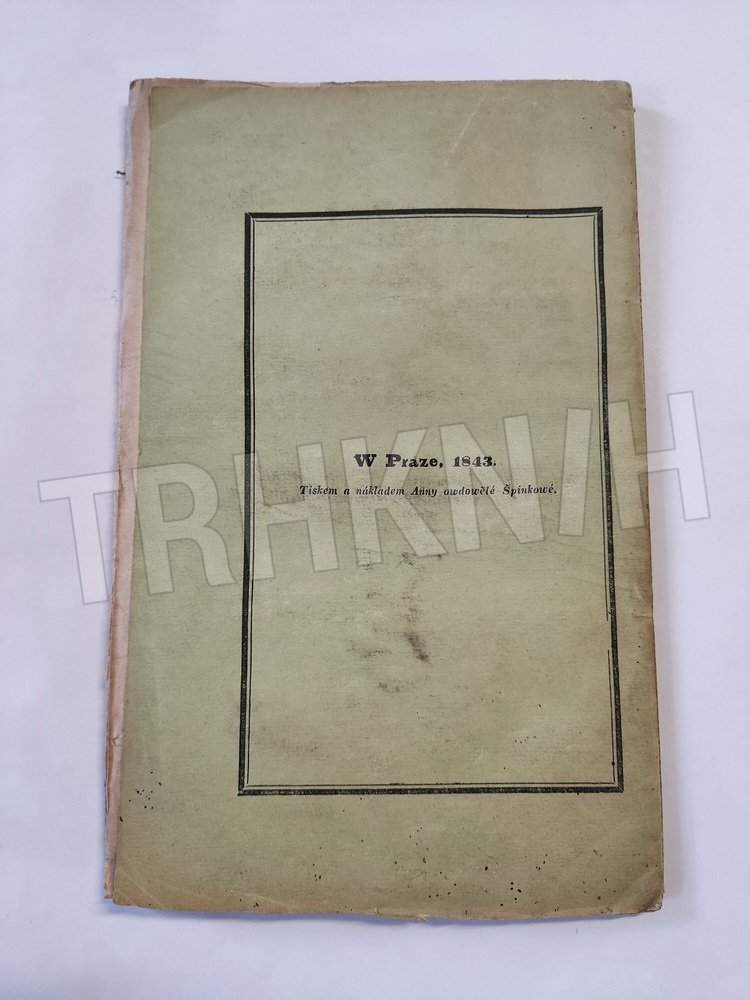 W Praze, 1843.
Tiskem a nákladem Anny owdowělé Špinkowé.
TRHKNIH